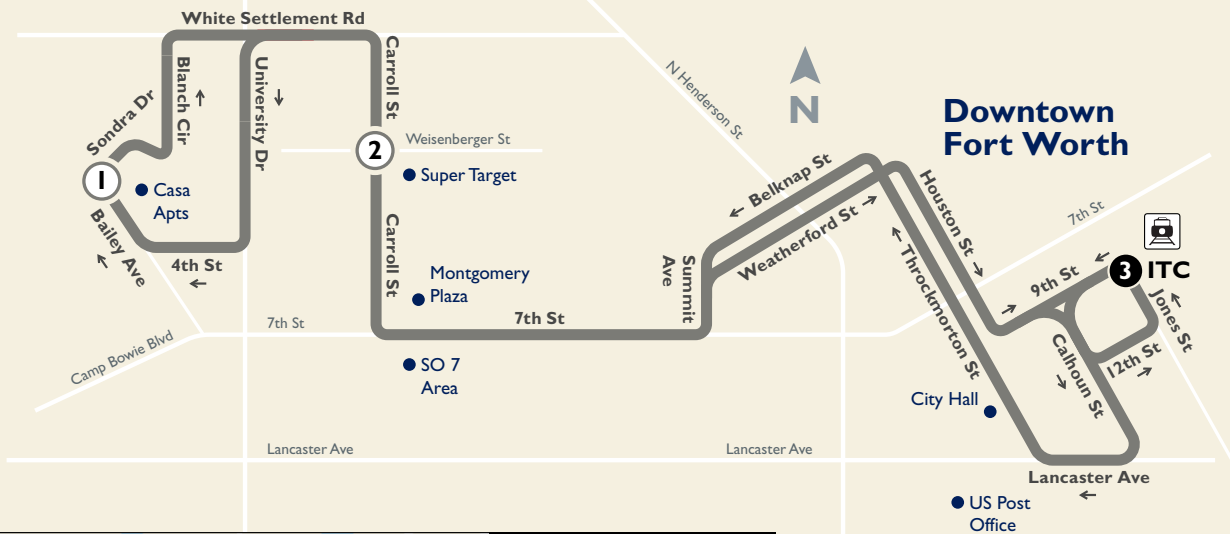 White Settlement Rd
Carroll St
Blanch Cir
University Dr
Sondra Dr
N Henderson St
N
Downtown
Fort Worth
2
Weisenberger St
Super Target
1
Casa
Apts
Belknap St
Houston St
7th St
Bailey Ave
4th St
Carroll St
Montgomery
Plaza
Summit
Ave
Weatherford St
Throckmorton St
9th St
3 ITC
Jones St
7th St
7th St
Camp Bowie Blvd
SO 7
Area
Calhoun St
12th St
City Hall
Lancaster Ave
Lancaster Ave
Lancaster Ave
US Post
Office